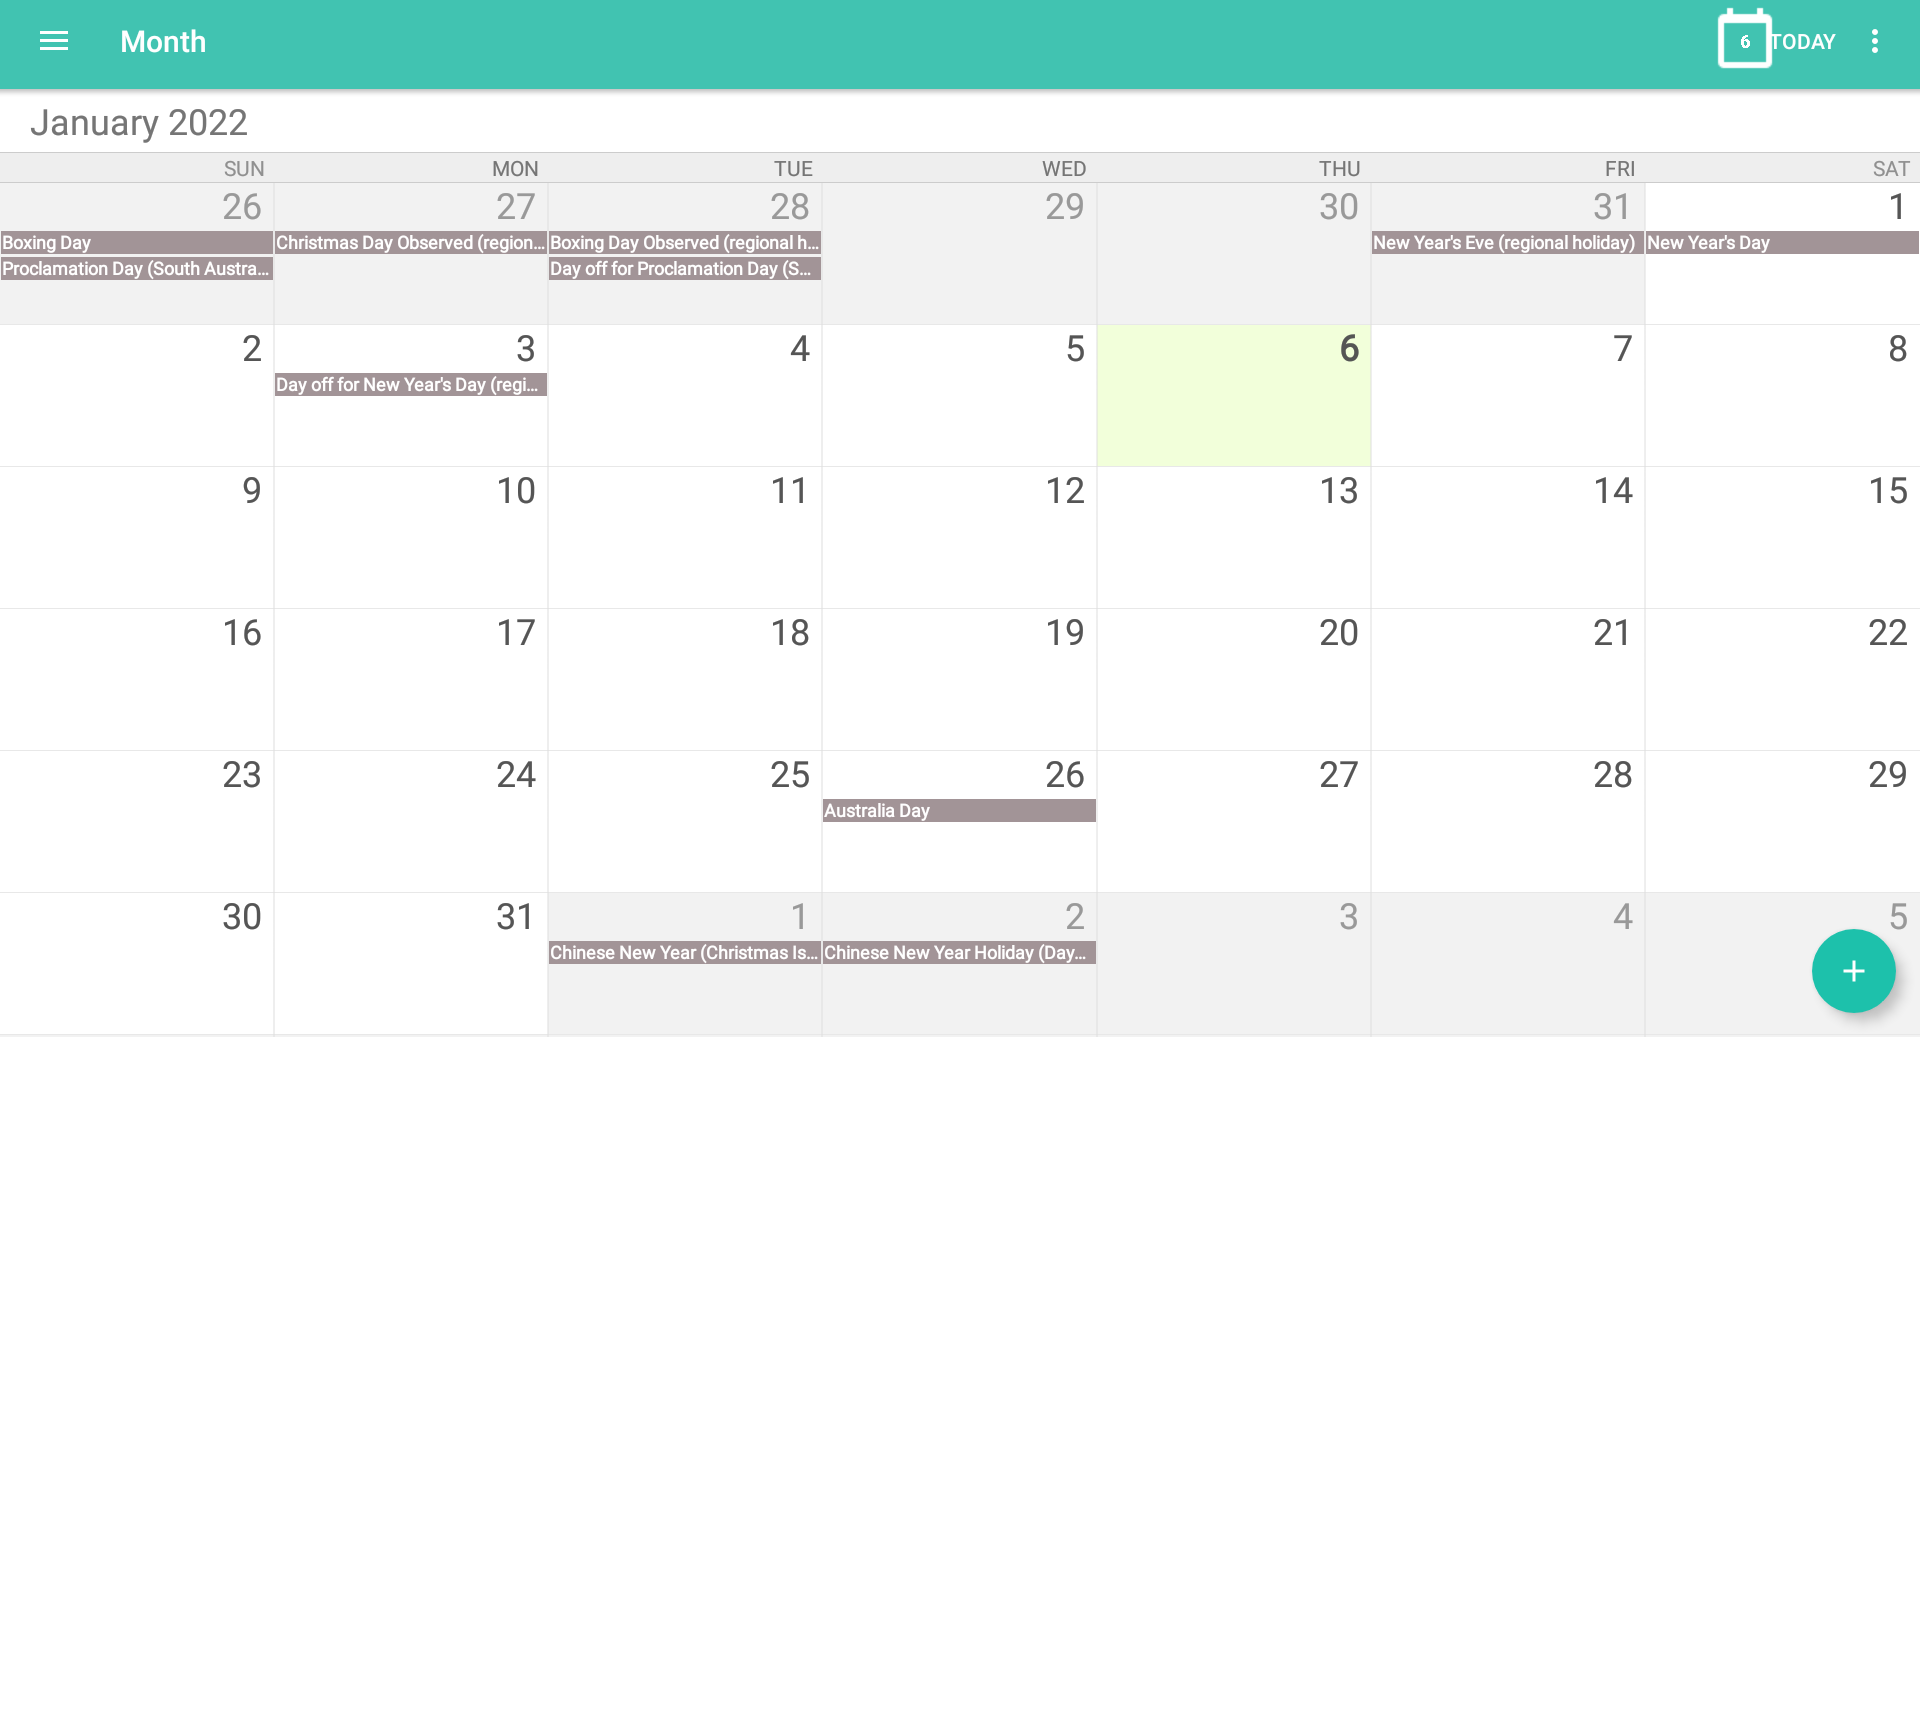 Month
6 TODAY
January 2022
SUN MON TUE WED THU FRI SAT
26 27 28 29 30 31 1
Boxing Day Christmas Day Observed (region... Boxing Day Observed (regional h... New Year's Eve (regional holiday) New Year's Day
Proclamation Day (South Austra... Day off for Proclamation Day (S...
2 3 4 5 6 7 8
Day off for New Year's Day (regi...
9 10 11 12 13 14 15
16 17 18 19 20 21 22
23 24 25 26 27 28 29
Australia Day
30 31 1 2 3 4 5
Chinese New Year (Christmas Is... Chinese New Year Holiday (Day...
+